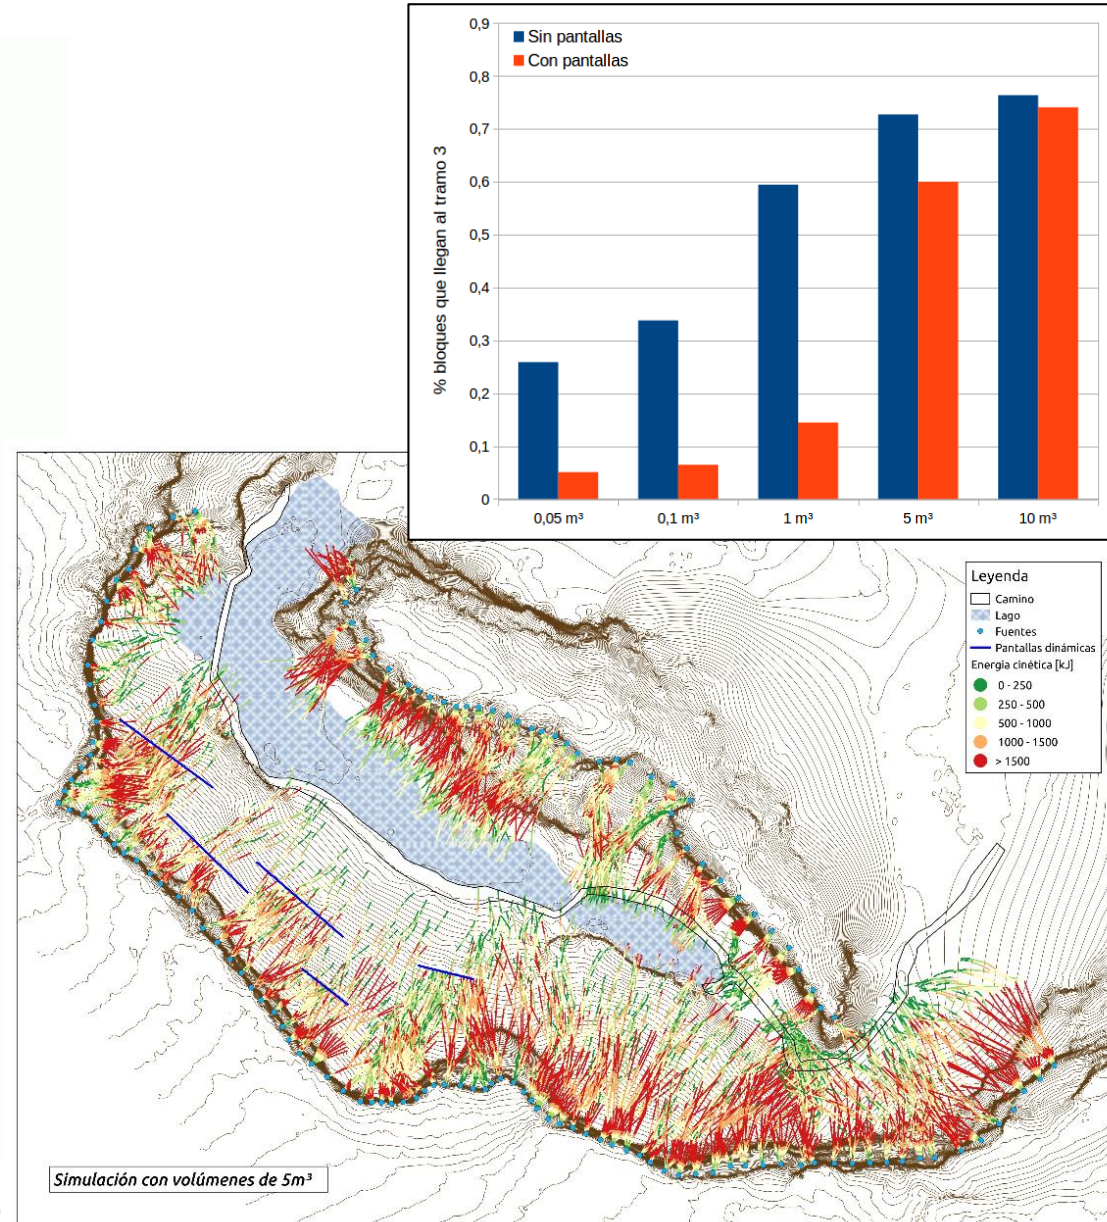 0,9
Sin pantallas
Con pantallas
0,8
0,7
0,6
0,5
0,4
0,3
0,2
0,1
0
% bloques que llegan al tramo 3
0,05 m³
0,1 m³
1 m³
5 m³
10 m³
Leyenda
Camino
Lago
Fuentes
Pantallas dinámicas
Energia cinética [kJ]
0 - 250
250 - 500
500 - 1000
1000 - 1500
> 1500
Simulación con volúmenes de 5m³